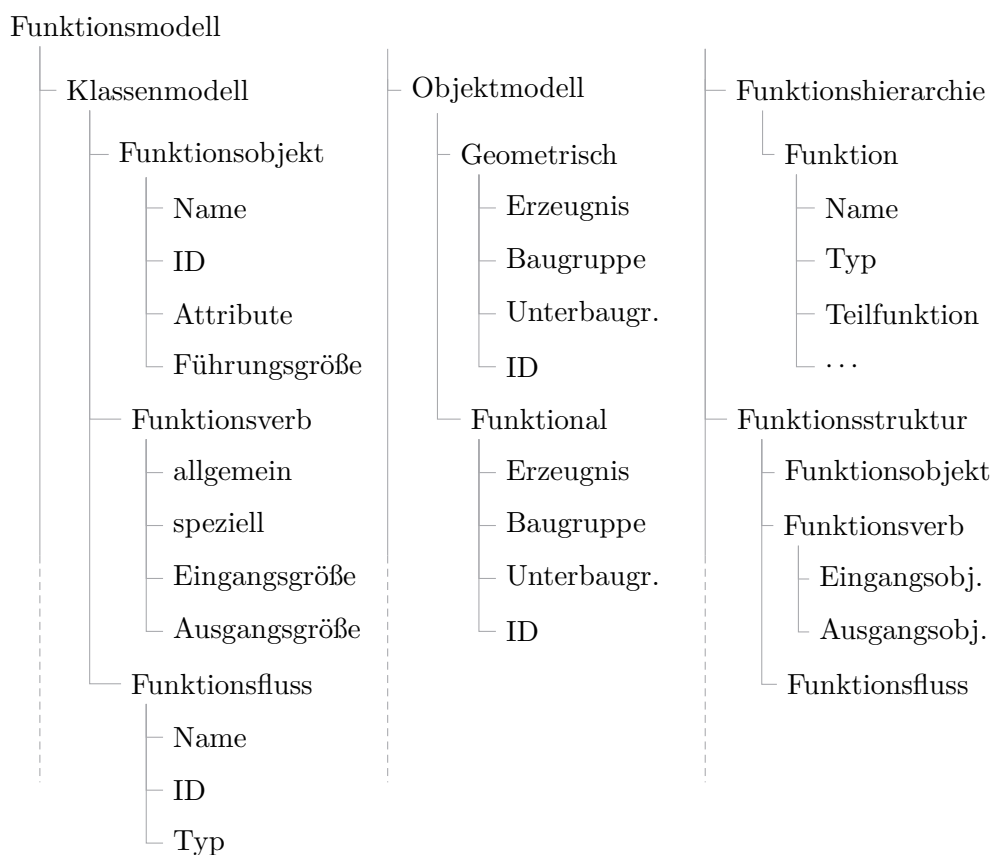 Funktionsmodell
Klassenmodell
Funktionsobjekt
Name
ID
Attribute
Führungsgröße
Funktionsverb
allgemein
speziell
Eingangsgröße
Ausgangsgröße
Funktionsfluss
Name
ID
Typ
Objektmodell
Geometrisch
Erzeugnis
Baugruppe
Unterbaugr.
ID
Funktional
Erzeugnis
Baugruppe
Unterbaugr.
ID
Funktionshierarchie
Funktion
Name
Typ
Teilfunktion
···
Funktionsstruktur
Funktionsobjekt
Funktionsverb
Eingangsobj.
Ausgangsobj.
Funktionsfluss